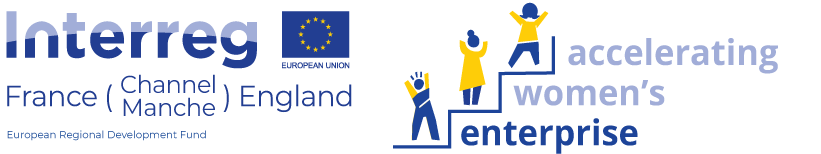 Interreg
EUROPEAN UNION
France ( Channel Manche ) England
European Regional Development Fund
accelerating
women's
enterprise